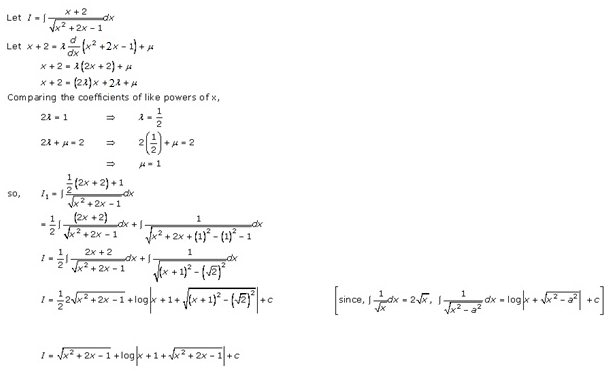 Let I = ∫ (x + 2)/√(x² + 2x − 1) dx
Let x + 2 = λ d/dx (x² + 2x − 1) + μ
x + 2 = λ(2x + 2) + μ
x + 2 = (2λ)x + 2λ + μ
Comparing the coefficients of like powers of x,
2λ = 1 ⇒ λ = 1/2
2λ + μ = 2 ⇒ 2(1/2) + μ = 2
⇒ μ = 1
so, I₁ = ∫ (1/2 (2x + 2) + 1)/√(x² + 2x − 1) dx
= 1/2 ∫ (2x + 2)/√(x² + 2x − 1) dx + ∫ 1/√(x² + 2x + (1)² − (1)² − 1) dx
I = 1/2 ∫ (2x + 2)/√(x² + 2x − 1) dx + ∫ 1/√((x + 1)² − (√2)²) dx
I = 1/2 2√(x² + 2x − 1) + log|x + 1 + √((x + 1)² − (√2)²)| + c [since, ∫ 1/√x dx = 2√x, ∫ 1/√(x² − a²) dx = log|x + √(x² − a²)| + c]
I = √(x² + 2x − 1) + log|x + 1 + √(x² + 2x − 1)| + c